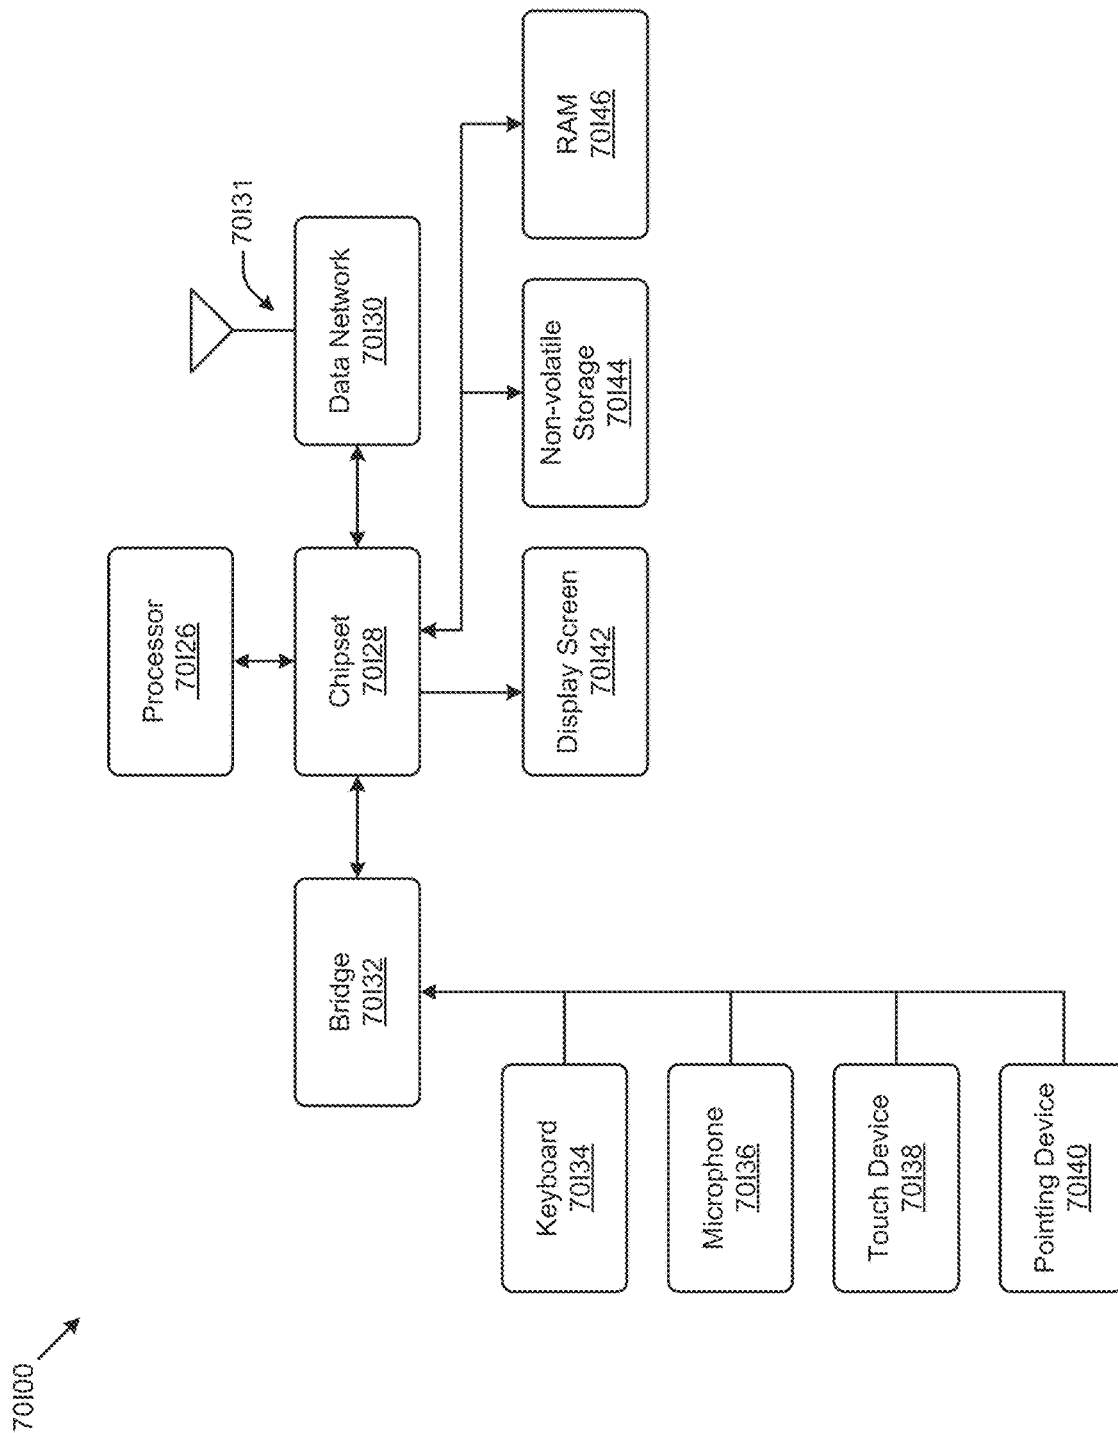 70I00
Processor
70I26
70I31
Bridge
70I32
Chipset
70I28
Data Network
70I30
Keyboard
70I34
Display Screen
70I42
Non-volatile
Storage
70I44
RAM
70I46
Microphone
70I36
Touch Device
70I38
Pointing Device
70I40